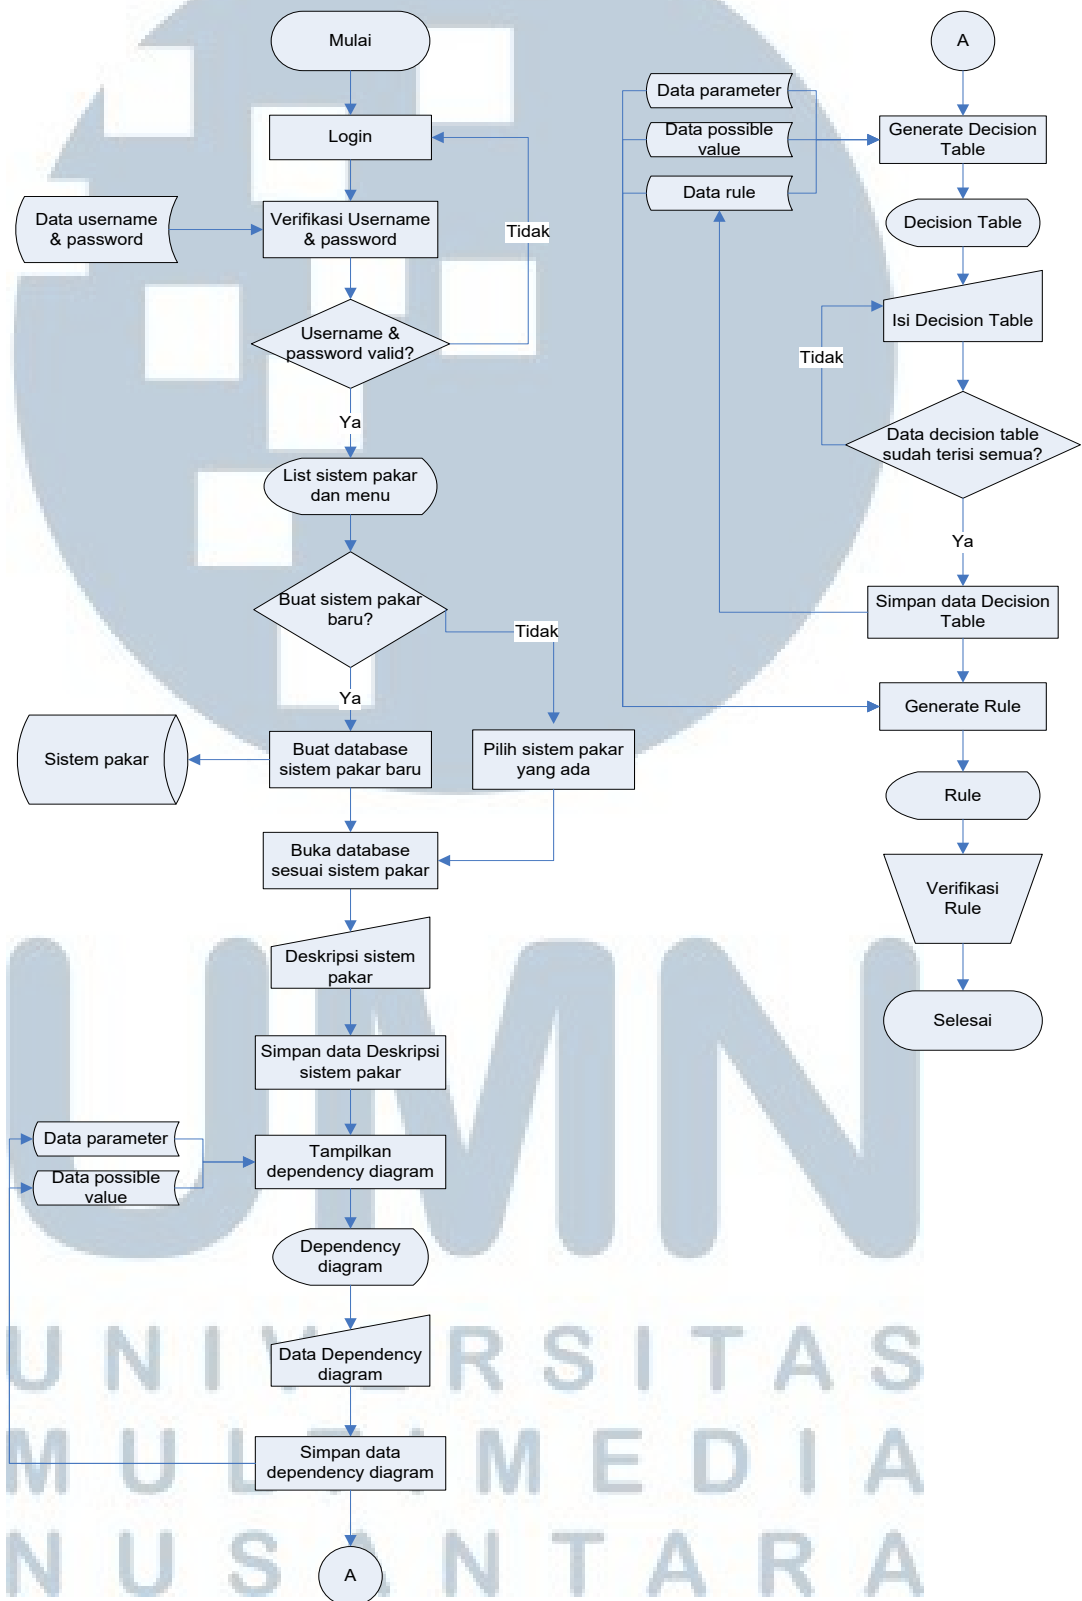 Mulai
Login
Data username
& password
Verifikasi Username
& password
Tidak
Username &
password valid?
Ya
List sistem pakar
dan menu
Buat sistem pakar
baru?
Tidak
Ya
Sistem pakar
Buat database
sistem pakar baru
Pilih sistem pakar
yang ada
Buka database
sesuai sistem pakar
Deskripsi sistem
pakar
Simpan data Deskripsi
sistem pakar
Data parameter
Data possible
value
Tampilkan
dependency diagram
Dependency
diagram
Data Dependency
diagram
Simpan data
dependency diagram
A
A
Data parameter
Data possible
value
Data rule
Generate Decision
Table
Decision Table
Isi Decision Table
Tidak
Data decision table
sudah terisi semua?
Ya
Simpan data Decision
Table
Generate Rule
Rule
Verifikasi
Rule
Selesai
UMN
UNIVERSITAS
MULTIMEDIA
NUSANTARA